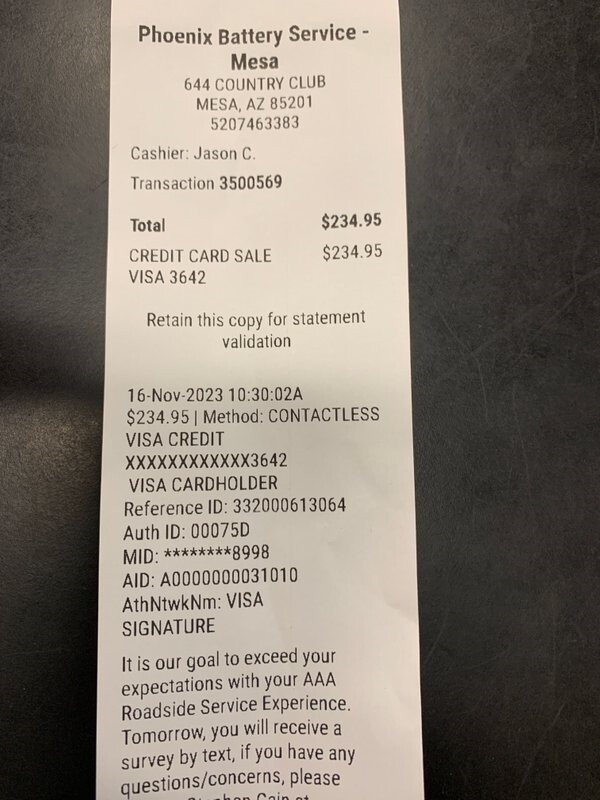 Phoenix Battery Service -
Mesa
644 COUNTRY CLUB
MESA, AZ 85201
5207463383
Cashier: Jason C.
Transaction 3500569
Total $234.95
CREDIT CARD SALE $234.95
VISA 3642
Retain this copy for statement
validation
16-Nov-2023 10:30:02A
$234.95 | Method: CONTACTLESS
VISA CREDIT
XXXXXXXXXXXX3642
VISA CARDHOLDER
Reference ID: 332000613064
Auth ID: 00075D
MID: ********8998
AID: A0000000031010
AthNtwkNm: VISA
SIGNATURE
It is our goal to exceed your
expectations with your AAA
Roadside Service Experience.
Tomorrow, you will receive a
survey by text, if you have any
questions/concerns, please